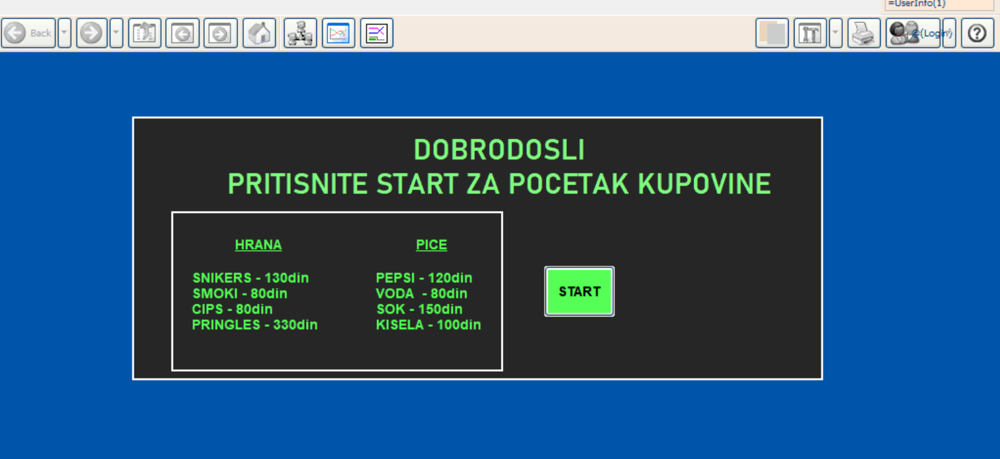 =UserInfo(1)
Back
@(Login)
DOBRODOSLI
PRITISNITE START ZA POCETAK KUPOVINE
HRANA
SNIKERS - 130din
SMOKI - 80din
CIPS - 80din
PRINGLES - 330din
PICE
PEPSI - 120din
VODA - 80din
SOK - 150din
KISELA - 100din
START